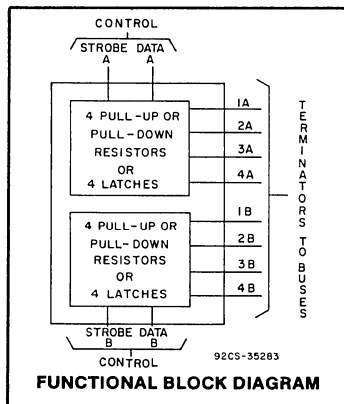 CONTROL
STROBE DATA
A A
4 PULL-UP OR
PULL-DOWN
RESISTORS
OR
4 LATCHES
1A
2A
3A
4A
4 PULL-UP OR
PULL-DOWN
RESISTORS
OR
4 LATCHES
1B
2B
3B
4B
TERMINATORS TO BUSES
STROBE DATA
B B
CONTROL
92CS-35283
FUNCTIONAL BLOCK DIAGRAM